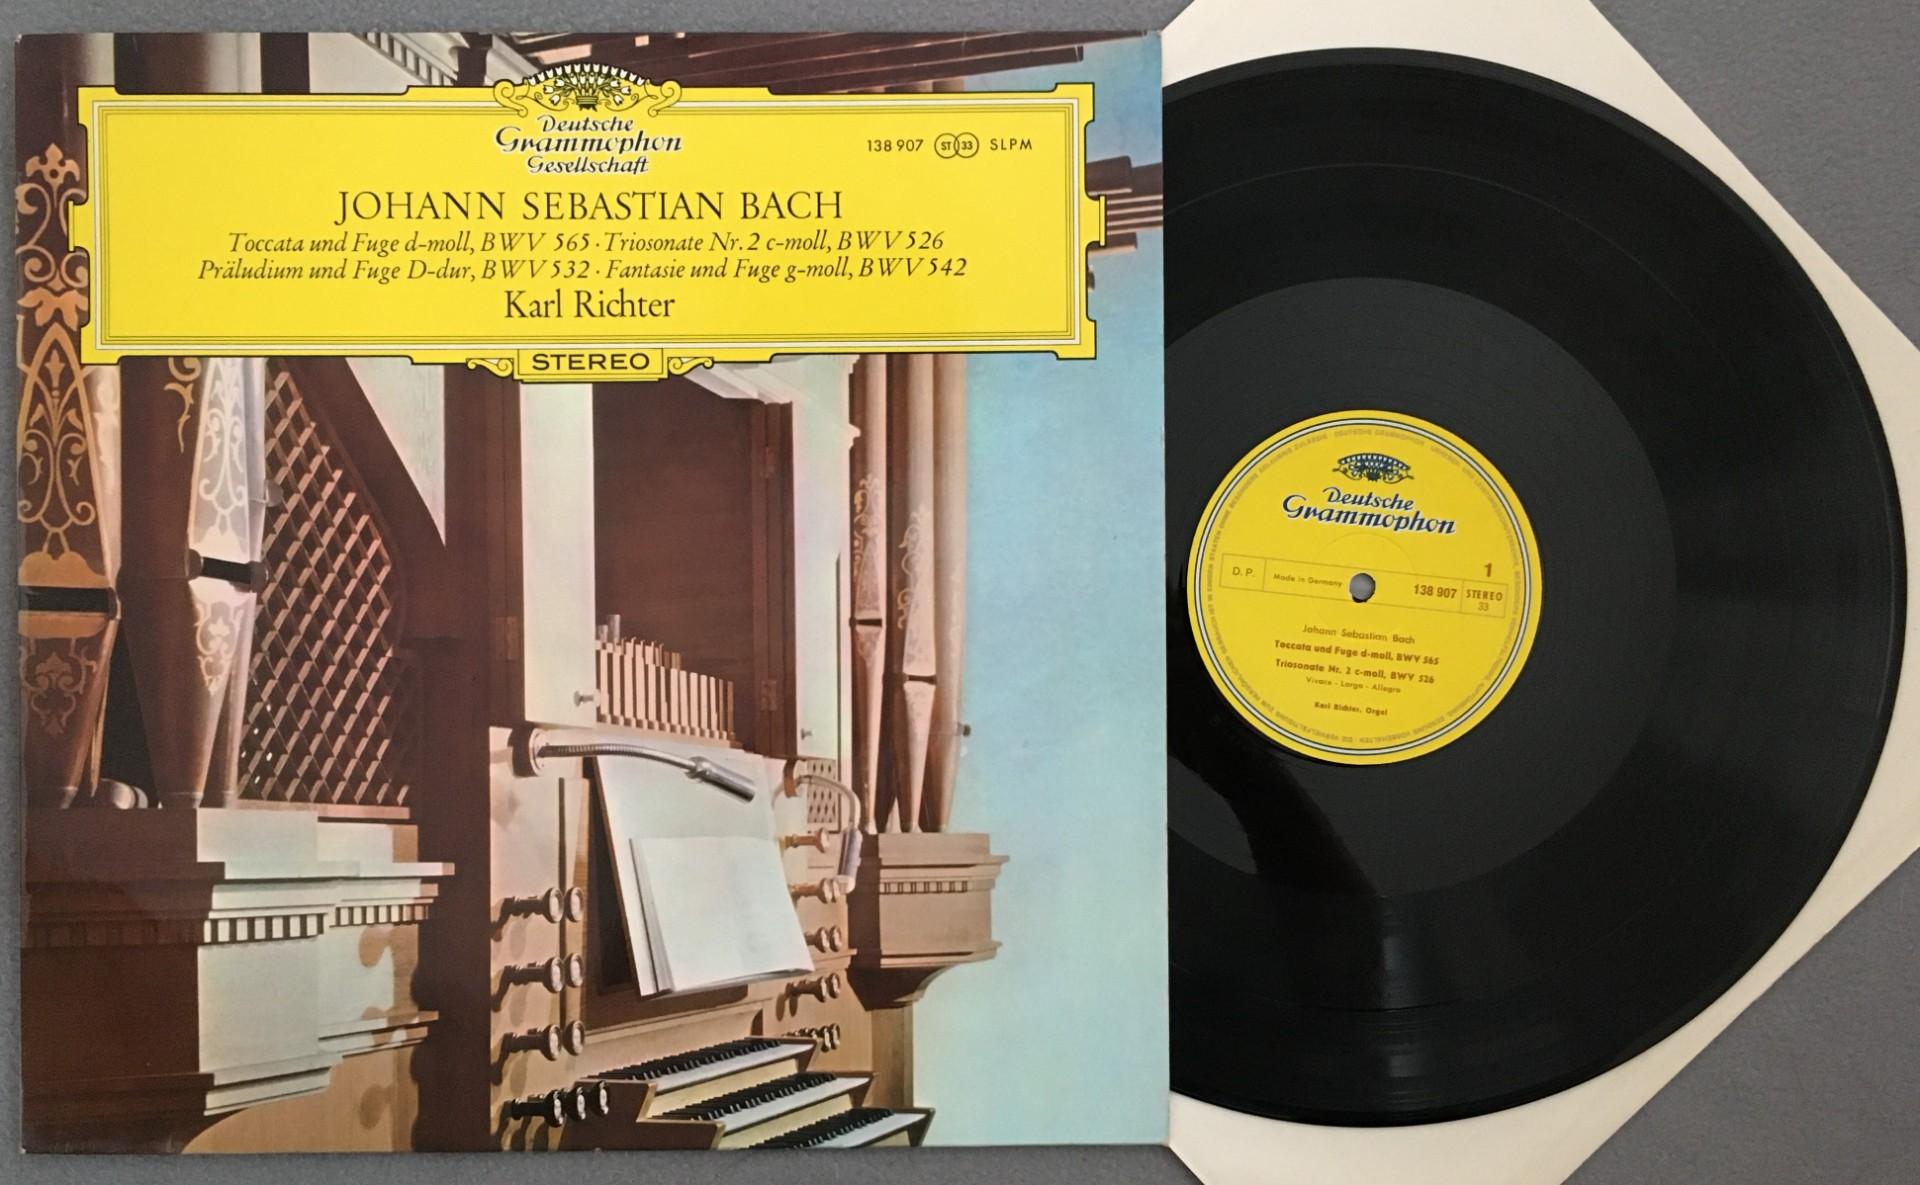 Deutsche
Grammophon
Gesellschaft
138 907 ST 33 SLPM
JOHANN SEBASTIAN BACH
Toccata und Fuge d-moll, BWV 565 · Triosonate Nr. 2 c-moll, BWV 526
Präludium und Fuge D-dur, BWV 532 · Fantasie und Fuge g-moll, BWV 542
Karl Richter
STEREO
Deutsche
Grammophon
1
D. P. Made in Germany 138 907 STEREO
33
Johann Sebastian Bach
Toccata und Fuge d-moll, BWV 565
Triosonate Nr. 2 c-moll, BWV 526
Vivace - Largo - Allegro
Karl Richter, Orgel